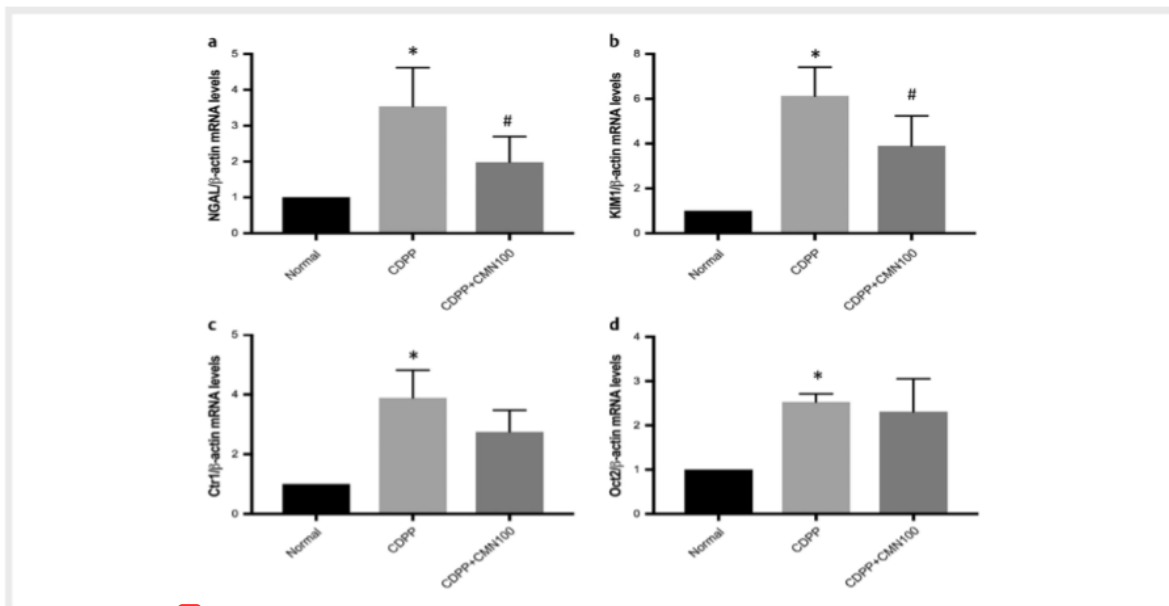 a
NGAL/β-actin mRNA levels
5
4
3
2
1
0
*
#
Normal
CDPP
CDPP+CMN100
b
KIM1/β-actin mRNA levels
8
6
4
2
0
*
#
Normal
CDPP
CDPP+CMN100
c
Ctr1/β-actin mRNA levels
5
4
2
0
*
Normal
CDPP
CDPP+CMN100
d
Oct2/β-actin mRNA levels
4
3
2
1
0
*
Normal
CDPP
CDPP+CMN100